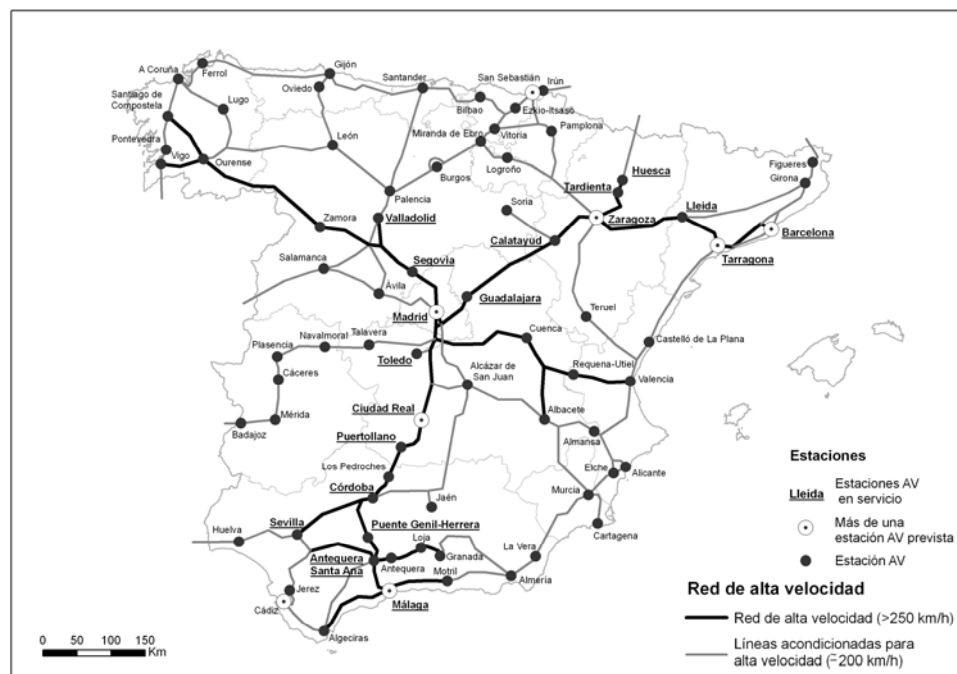 A Coruña
Ferrol
Gijón
Santander
San Sebastián
Irún
Santiago de
Compostela
Lugo
Oviedo
Bilbao
Ezkio-Itsaso
Pontevedra
León
Miranda de Ebro
Vitoria
Pamplona
Vigo
Ourense
Burgos
Logroño
Huesca
Figueres
Girona
Palencia
Tardienta
Soria
Lleida
Zamora
Valladolid
Zaragoza
Calatayud
Barcelona
Salamanca
Segovia
Tarragona
Ávila
Guadalajara
Madrid
Teruel
Navalmoral
Talavera
Cuenca
Castelló de La Plana
Plasencia
Toledo
Requena-Utiel
Alcázar de
San Juan
Valencia
Cáceres
Ciudad Real
Albacete
Mérida
Badajoz
Almansa
Puertollano
Los Pedroches
Elche
Alicante
Córdoba
Jaén
Murcia
Cartagena
Sevilla
Huelva
Puente Genil-Herrera
Loja
La Vera
Antequera
Santa Ana
Antequera
Granada
Motril
Almería
Jerez
Cádiz
Málaga
Algeciras
0 50 100 150
Km
Estaciones
Lleida
Estaciones AV
en servicio
Más de una
estación AV prevista
Estación AV
Red de alta velocidad
Red de alta velocidad (>250 km/h)
Líneas acondicionadas para
alta velocidad (~200 km/h)